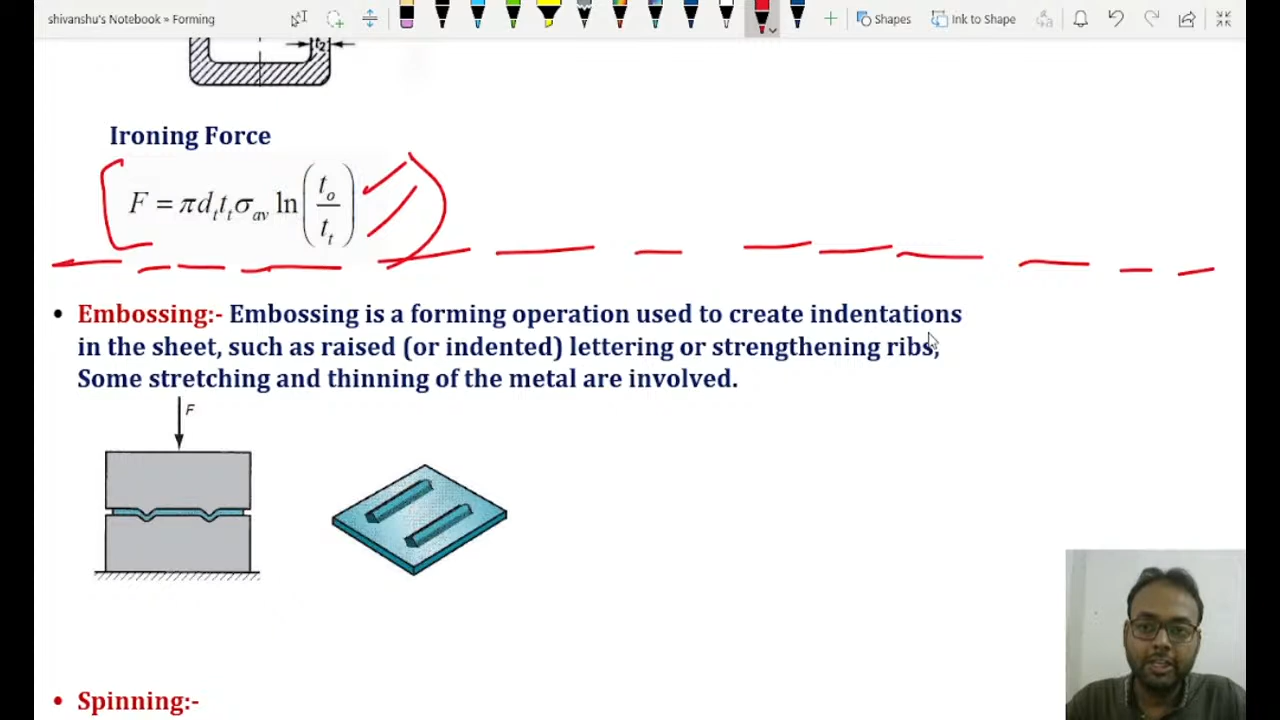 shivanshu's Notebook » Forming
Shapes
Ink to Shape
Ironing Force
F = πdₜtₜσₐᵥ ln(tₒ/tₜ)
• Embossing:- Embossing is a forming operation used to create indentations
in the sheet, such as raised (or indented) lettering or strengthening ribs,
Some stretching and thinning of the metal are involved.
F
• Spinning:-